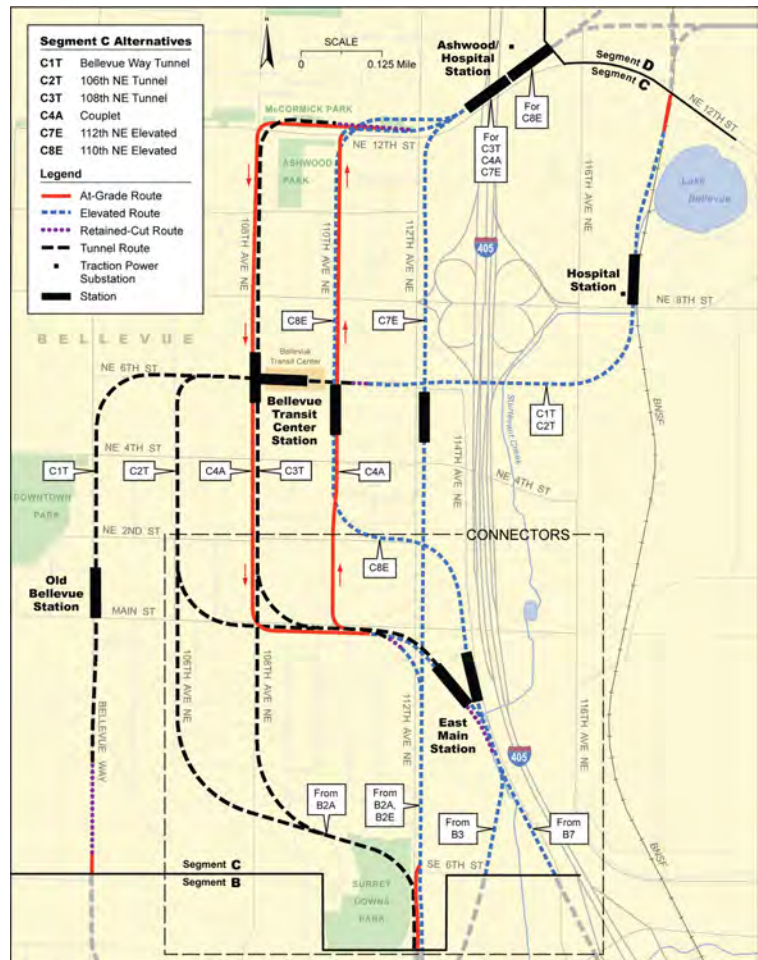 Segment C Alternatives
C1T Bellevue Way Tunnel
C2T 106th NE Tunnel
C3T 108th NE Tunnel
C4A Couplet
C7E 112th NE Elevated
C8E 110th NE Elevated
Legend
At-Grade Route
Elevated Route
Retained-Cut Route
Tunnel Route
Traction Power
Substation
Station
SCALE
0 0.125 Mile
Ashwood/
Hospital
Station
Segment D
Segment C
For
C8E
For
C3T
C4A
C7E
NE 12TH ST
McCORMICK PARK
NE 12TH ST
ASHWOOD
PARK
Lake
Bellevue
116TH AVE NE
108TH AVE NE
110TH AVE NE
112TH AVE NE
405
Hospital
Station
NE 8TH ST
C8E
C7E
BELLEVUE
Bellevue
Transit Center
NE 6TH ST
Bellevue
Transit
Center
Station
C1T
C2T
BNSF
Sturtevant Creek
114TH AVE NE
NE 4TH ST
NE 4TH ST
C1T
C2T
C4A
C3T
C4A
DOWNTOWN
PARK
NE 2ND ST
CONNECTORS
C8E
Old
Bellevue
Station
MAIN ST
106TH AVE NE
108TH AVE NE
112TH AVE NE
116TH AVE NE
BELLEVUE WAY
East
Main
Station
405
From
B2A
From
B2A,
B2E
From
B3
From
B7
BNSF
Segment C
Segment B
SE 6TH ST
SURREY
DOWNS
PARK